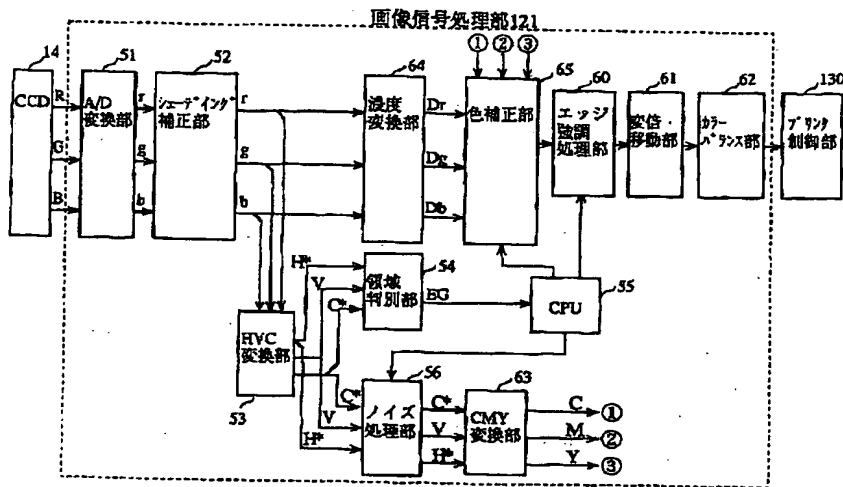 画像信号処理部121
① ② ③
14
CCD
R
G
B
51
A/D
変換部
r
g
b
52
シェーディング
補正部
r
g
b
64
濃度
変換部
Dr
Dg
Db
65
色補正部
60
エッジ
強調
処理部
61
変倍・
移動部
62
カラー
バランス部
130
プリンタ
制御部
H*
V
C*
54
領域
判別部
EG
CPU
55
HVC
変換部
53
C*
V
H*
56
ノイズ
処理部
C*
V
H*
63
CMY
変換部
C ①
M ②
Y ③